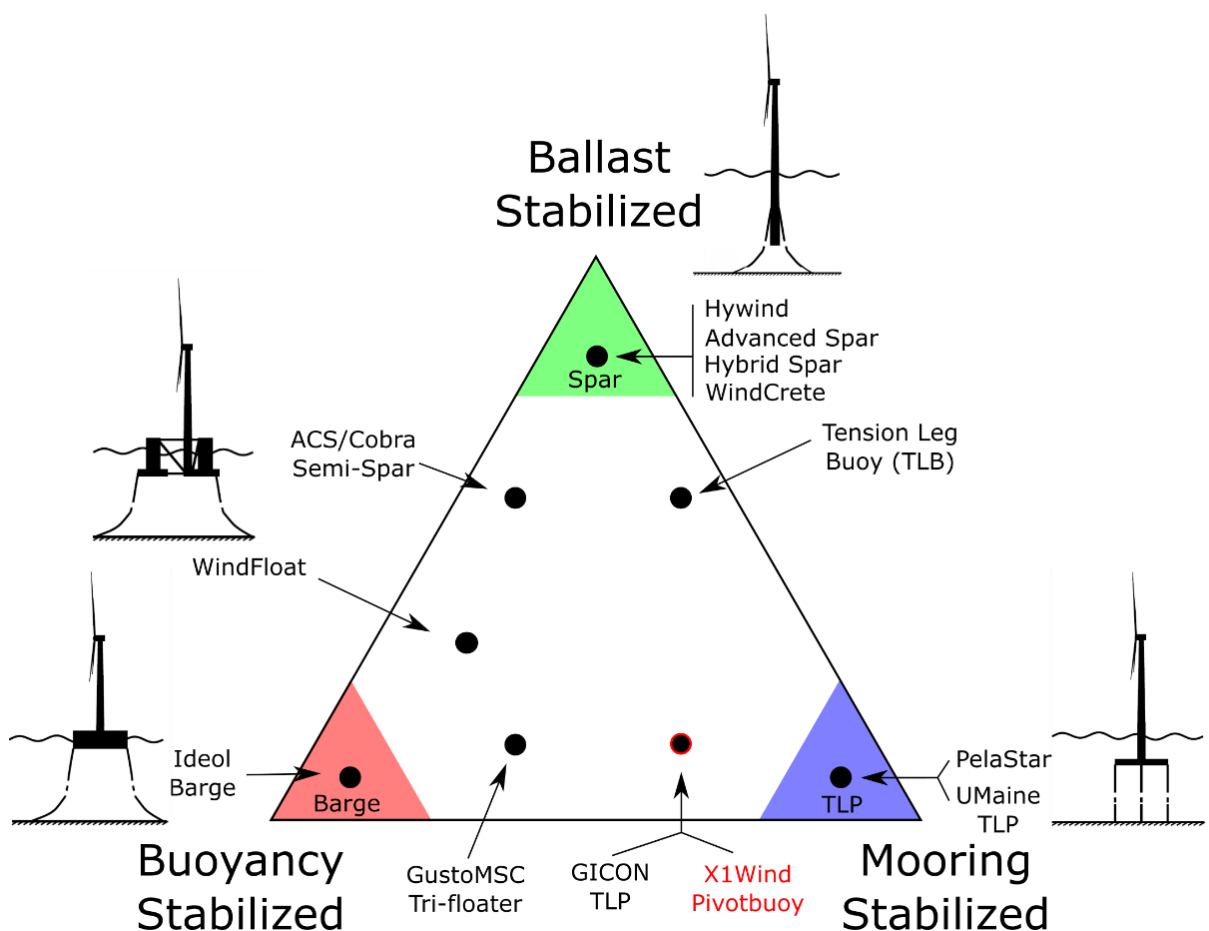 Ballast
Stabilized
Hywind
Advanced Spar
Hybrid Spar
WindCrete
Spar
ACS/Cobra
Semi-Spar
Tension Leg
Buoy (TLB)
WindFloat
Ideol
Barge
Barge
TLP
PelaStar
UMaine
TLP
Buoyancy
Stabilized
GustoMSC
Tri-floater
GICON
TLP
X1Wind
Pivotbuoy
Mooring
Stabilized